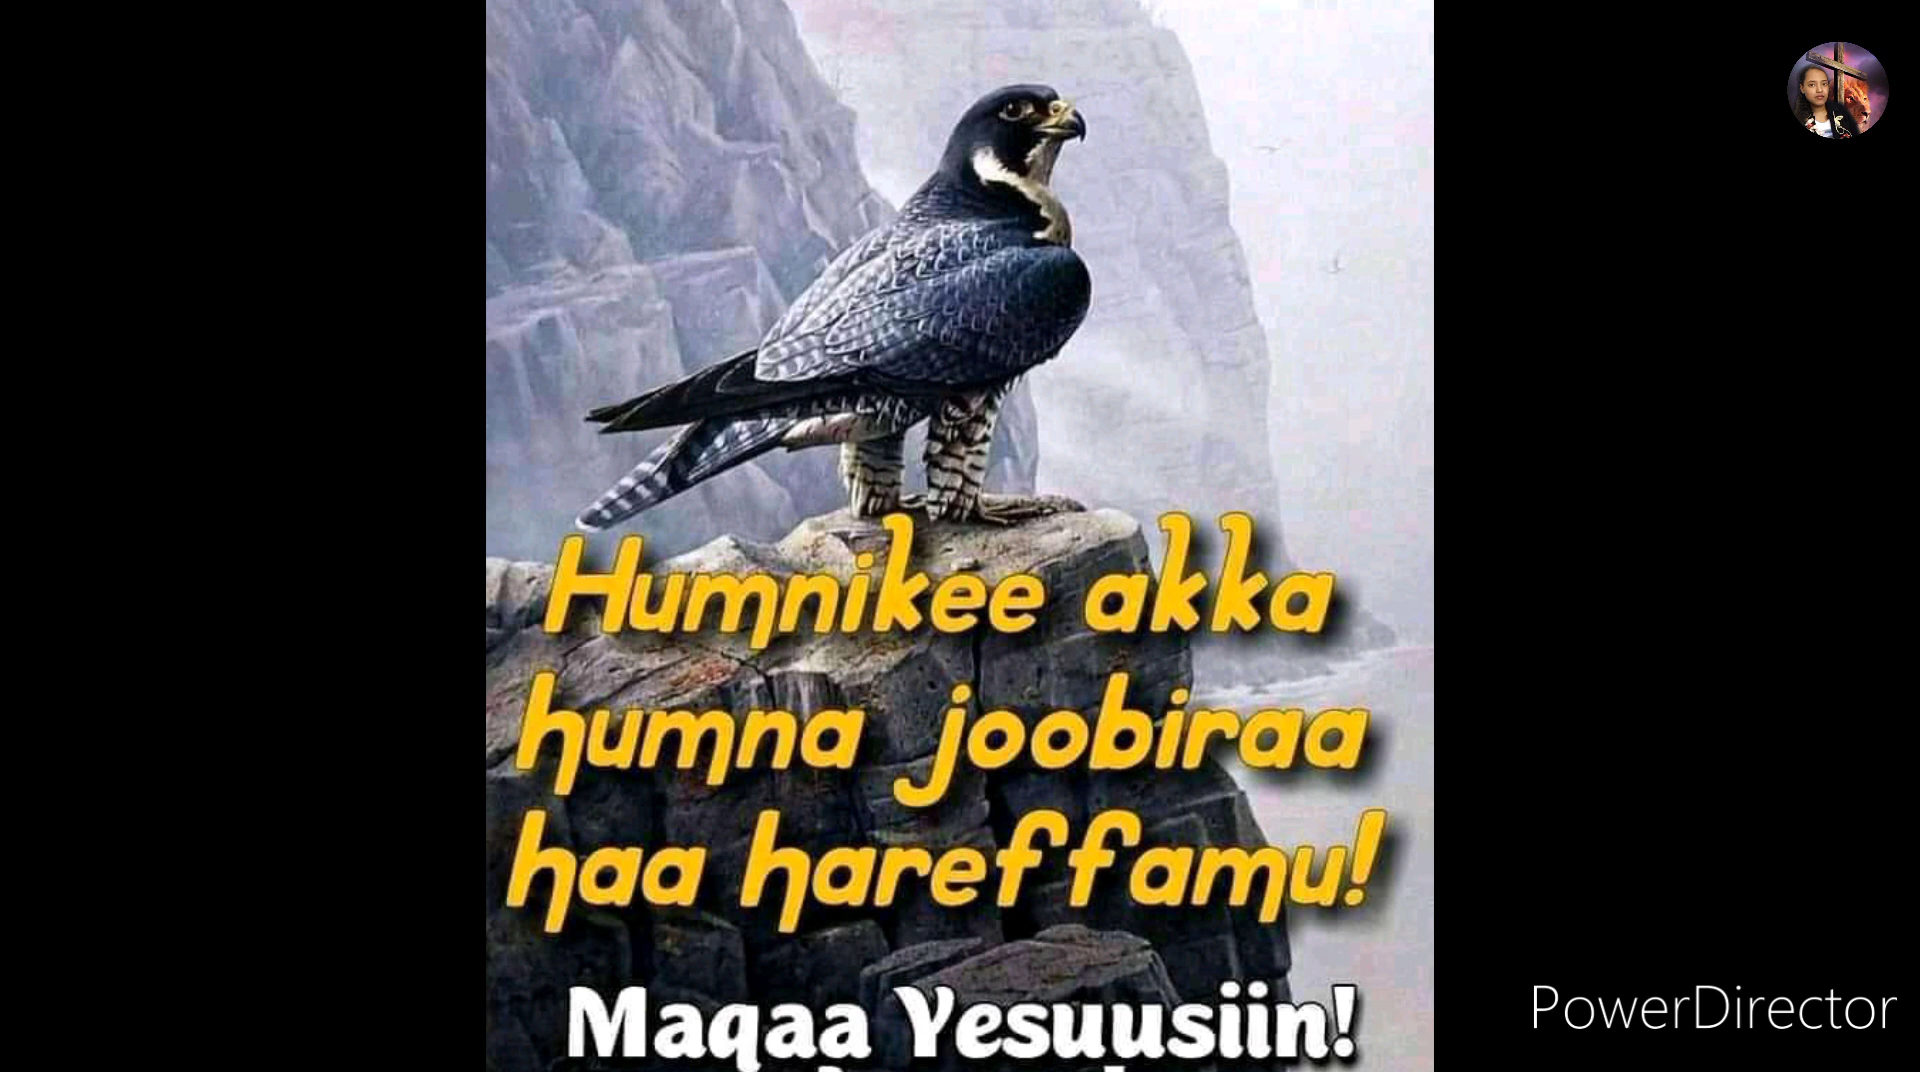 Humnikee akka
humna joobiraa
haa hareffamu!
Maqaa Yesuusiin!
PowerDirector